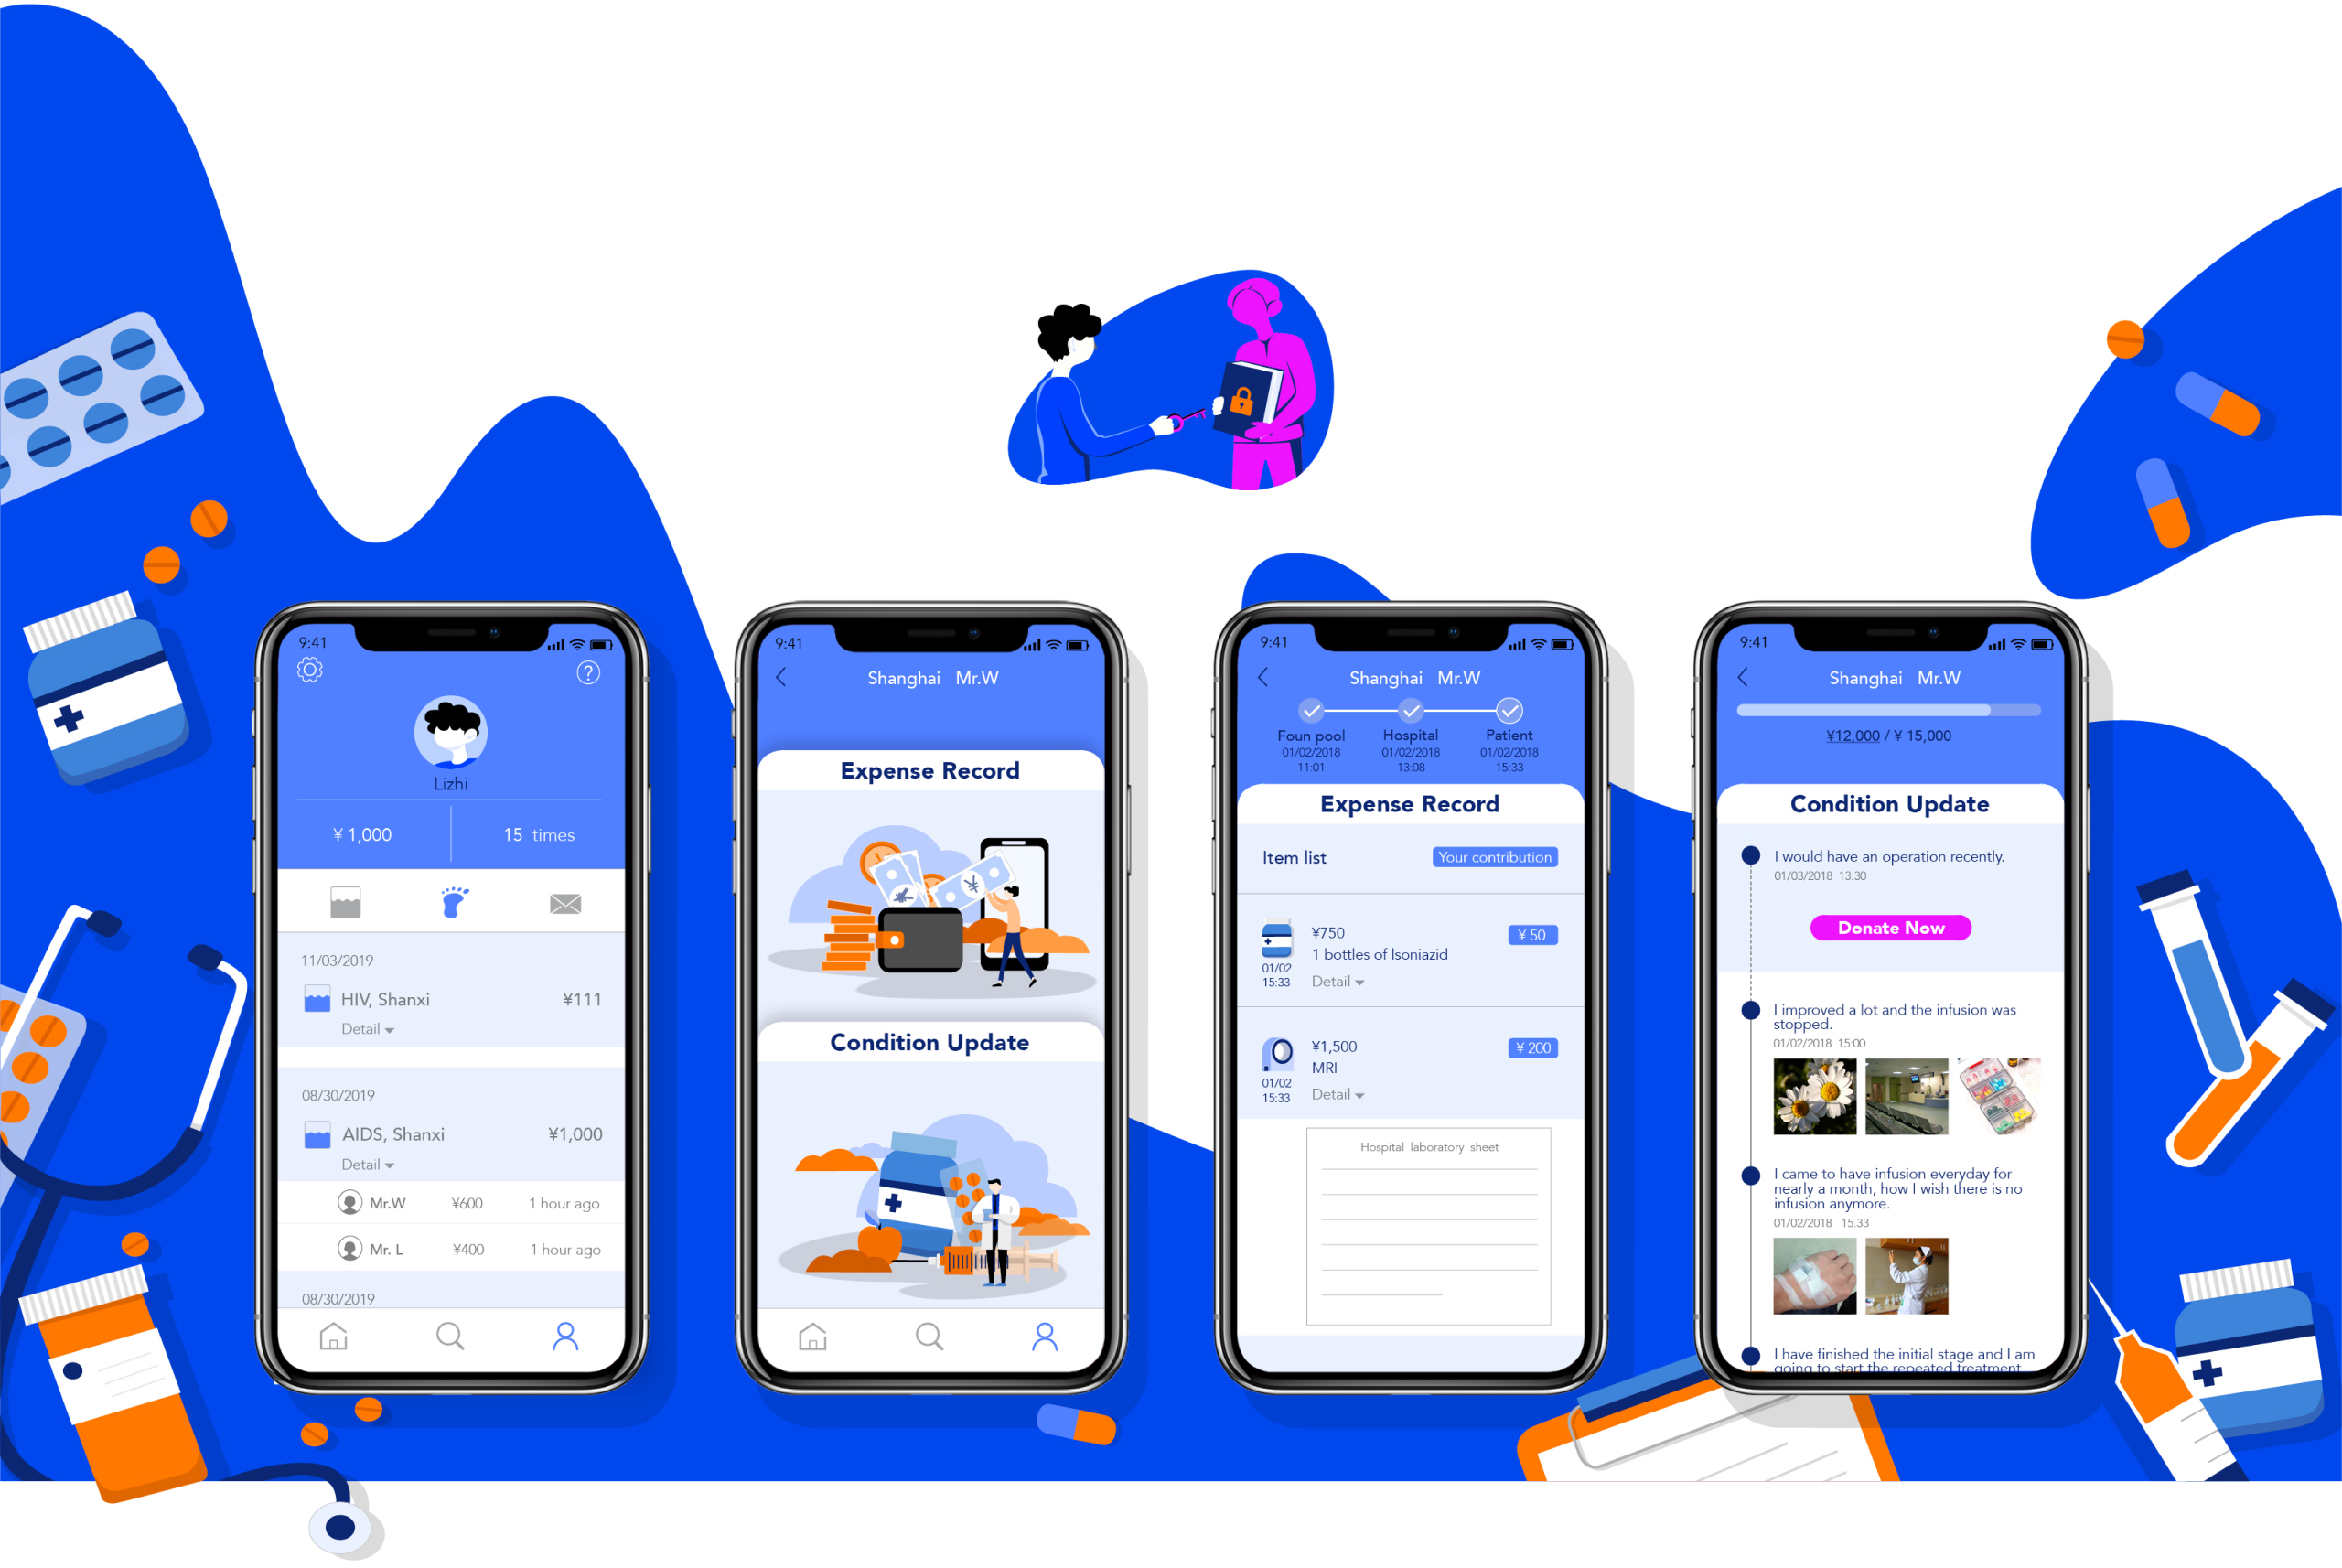 9:41
Lizhi
¥ 1,000
15 times
11/03/2019
HIV, Shanxi
¥111
Detail
08/30/2019
AIDS, Shanxi
¥1,000
Detail
Mr.W ¥600 1 hour ago
Mr. L ¥400 1 hour ago
08/30/2019
9:41
Shanghai Mr.W
Expense Record
Condition Update
9:41
Shanghai Mr.W
Foun pool Hospital Patient
01/02/2018 01/02/2018 01/02/2018
11:01 13:08 15:33
Expense Record
Item list Your contribution
¥750
¥ 50
1 bottles of Isoniazid
01/02
15:33
Detail
¥1,500
¥ 200
MRI
01/02
15:33
Detail
Hospital laboratory sheet
9:41
Shanghai Mr.W
¥12,000 / ¥ 15,000
Condition Update
I would have an operation recently.
01/03/2018 13:30
Donate Now
I improved a lot and the infusion was
stopped.
01/02/2018 15:00
I came to have infusion everyday for
nearly a month, how I wish there is no
infusion anymore.
01/02/2018 15.33
I have finished the initial stage and I am
going to start the repeated treatment